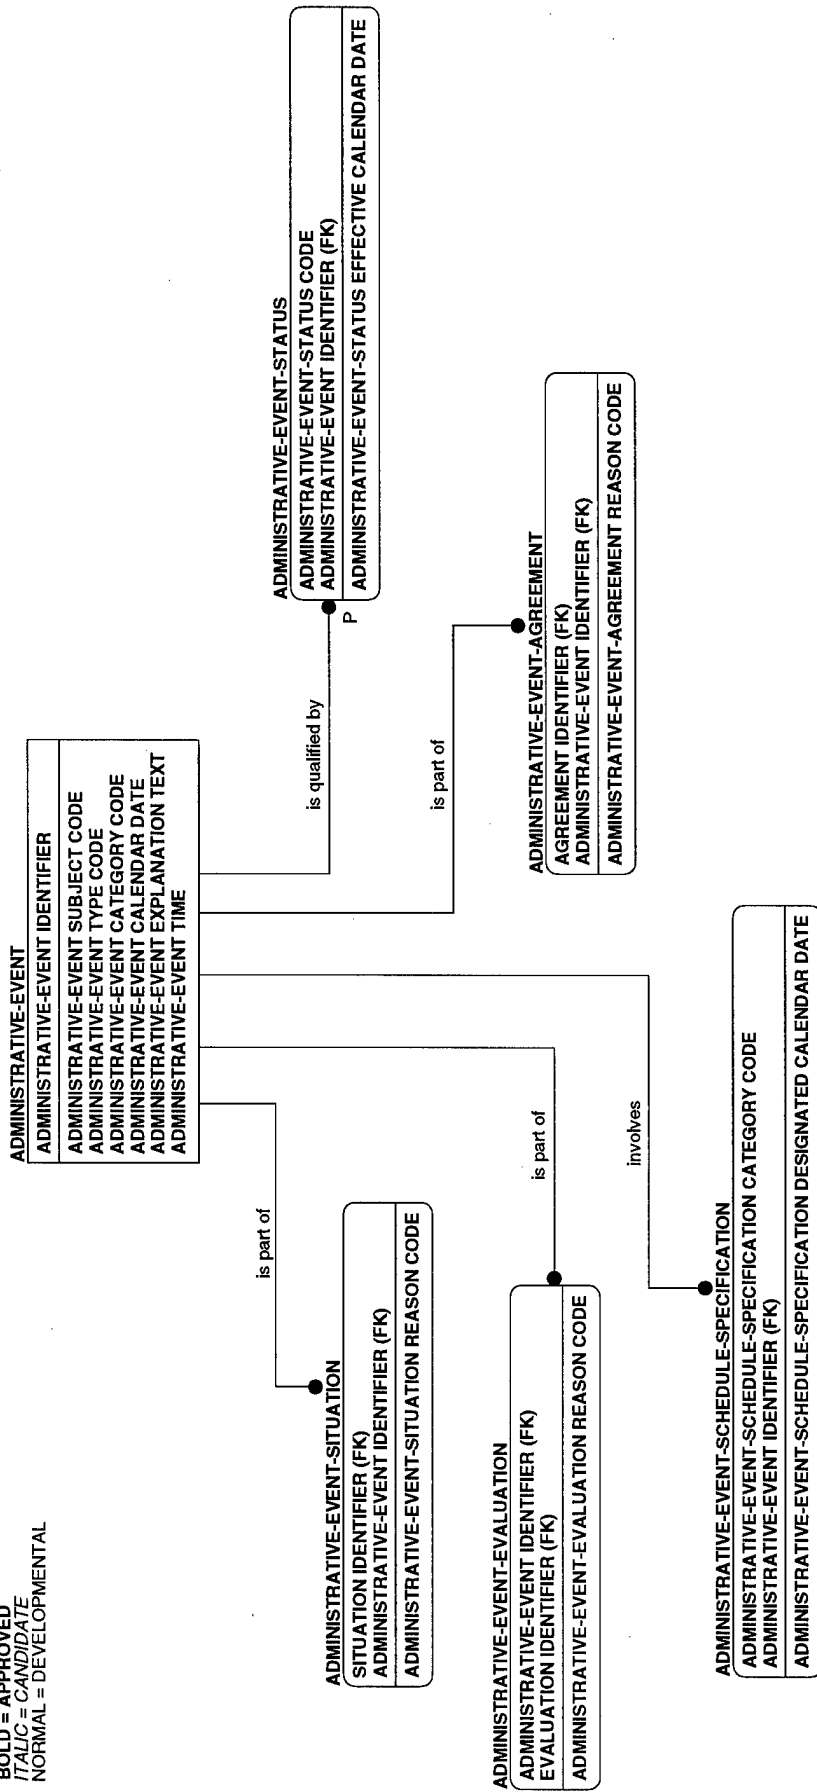 BOLD = APPROVED
ITALIC = CANDIDATE
NORMAL = DEVELOPMENTAL
ADMINISTRATIVE-EVENT
ADMINISTRATIVE-EVENT IDENTIFIER
ADMINISTRATIVE-EVENT SUBJECT CODE
ADMINISTRATIVE-EVENT TYPE CODE
ADMINISTRATIVE-EVENT CATEGORY CODE
ADMINISTRATIVE-EVENT CALENDAR DATE
ADMINISTRATIVE-EVENT EXPLANATION TEXT
ADMINISTRATIVE-EVENT TIME
is part of
is qualified by
P
ADMINISTRATIVE-EVENT-STATUS
ADMINISTRATIVE-EVENT-STATUS CODE
ADMINISTRATIVE-EVENT IDENTIFIER (FK)
ADMINISTRATIVE-EVENT-STATUS EFFECTIVE CALENDAR DATE
ADMINISTRATIVE-EVENT-SITUATION
SITUATION IDENTIFIER (FK)
ADMINISTRATIVE-EVENT IDENTIFIER (FK)
ADMINISTRATIVE-EVENT-SITUATION REASON CODE
is part of
ADMINISTRATIVE-EVENT-AGREEMENT
AGREEMENT IDENTIFIER (FK)
ADMINISTRATIVE-EVENT IDENTIFIER (FK)
ADMINISTRATIVE-EVENT-AGREEMENT REASON CODE
is part of
ADMINISTRATIVE-EVENT-EVALUATION
ADMINISTRATIVE-EVENT IDENTIFIER (FK)
EVALUATION IDENTIFIER (FK)
ADMINISTRATIVE-EVENT-EVALUATION REASON CODE
involves
ADMINISTRATIVE-EVENT-SCHEDULE-SPECIFICATION
ADMINISTRATIVE-EVENT-SCHEDULE-SPECIFICATION CATEGORY CODE
ADMINISTRATIVE-EVENT IDENTIFIER (FK)
ADMINISTRATIVE-EVENT-SCHEDULE-SPECIFICATION DESIGNATED CALENDAR DATE